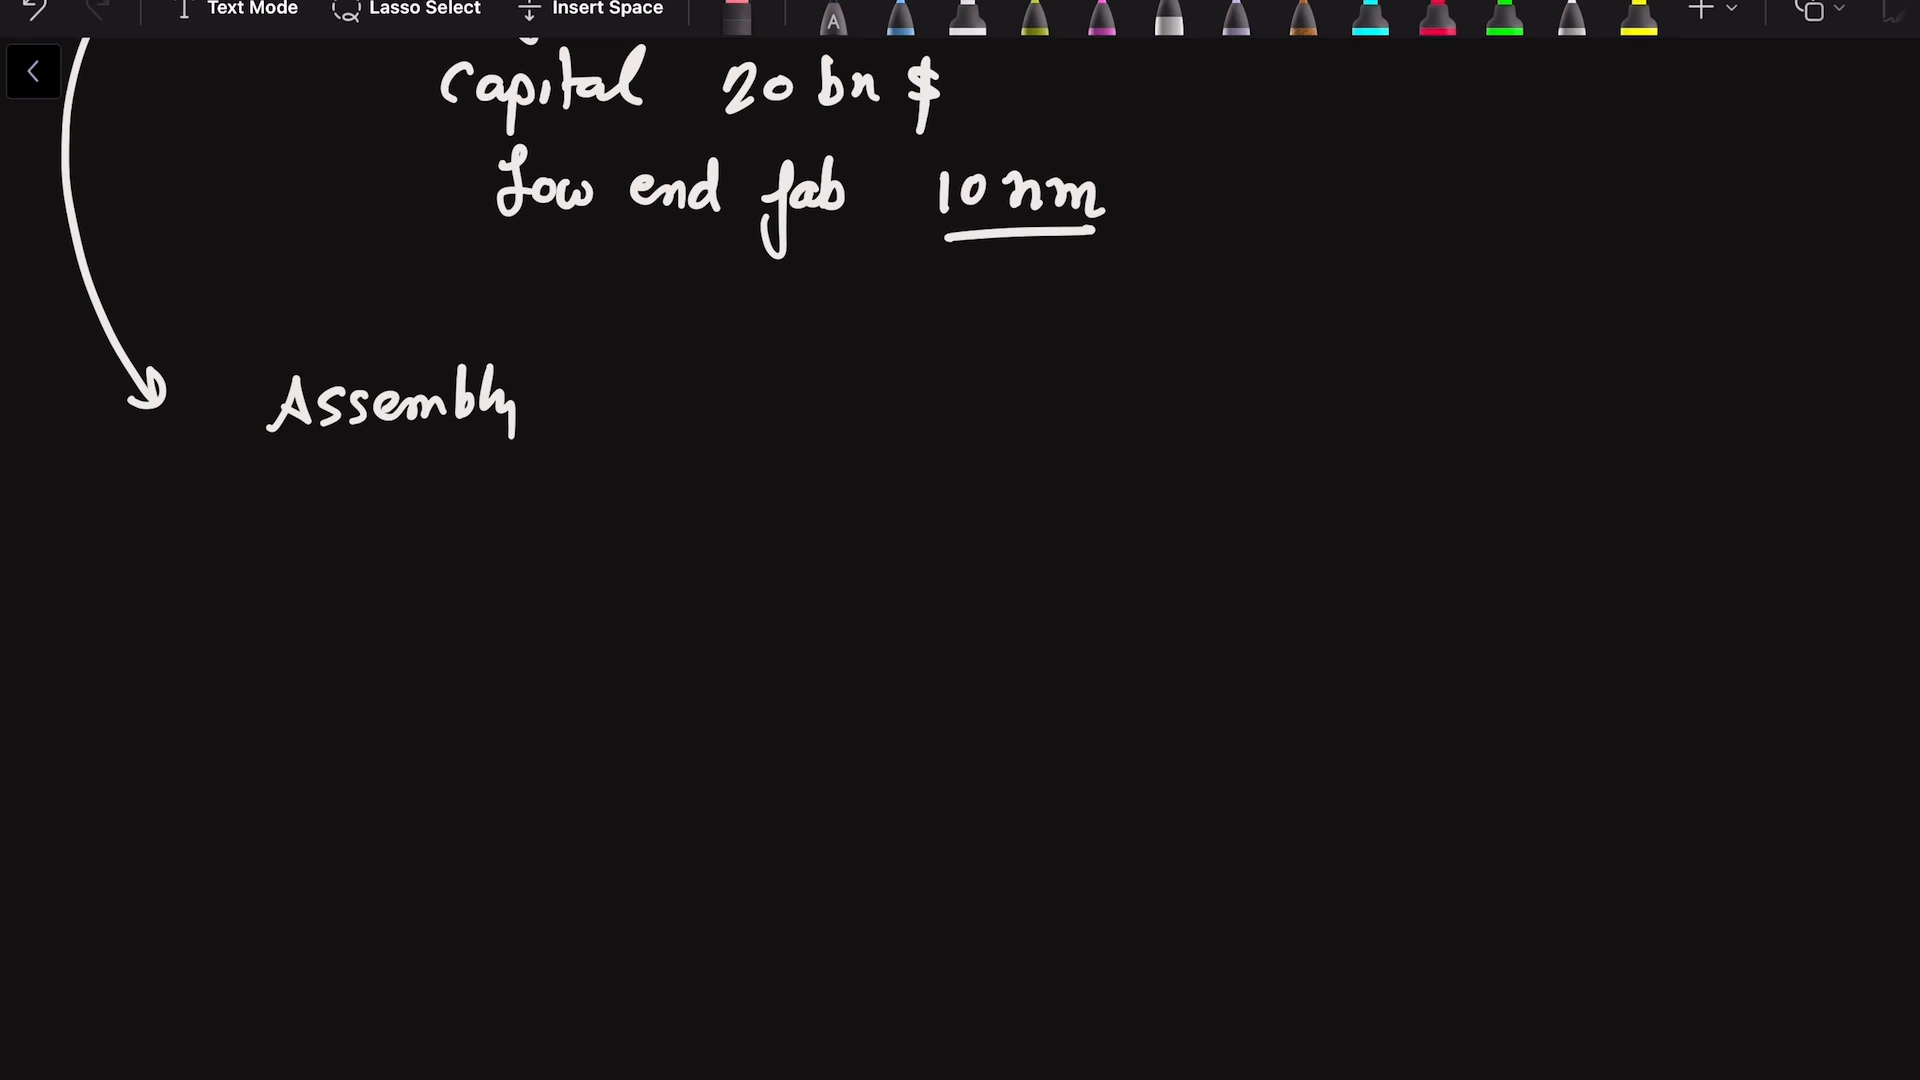 Text Mode Lasso Select Insert Space A
Capital 20 bn $
Low end fab 10 nm
Assembly